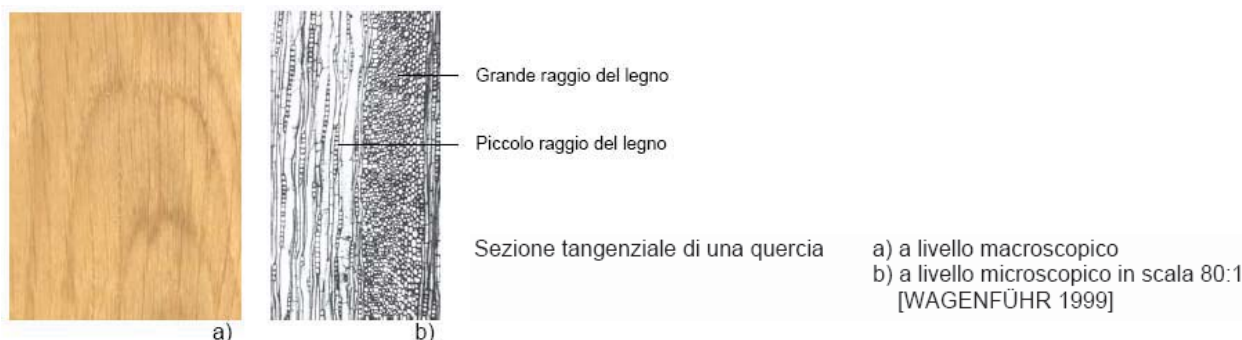 Grande raggio del legno
Piccolo raggio del legno
Sezione tangenziale di una quercia
a) a livello macroscopico
b) a livello microscopico in scala 80:1
[WAGENFÜHR 1999]
a)
b)